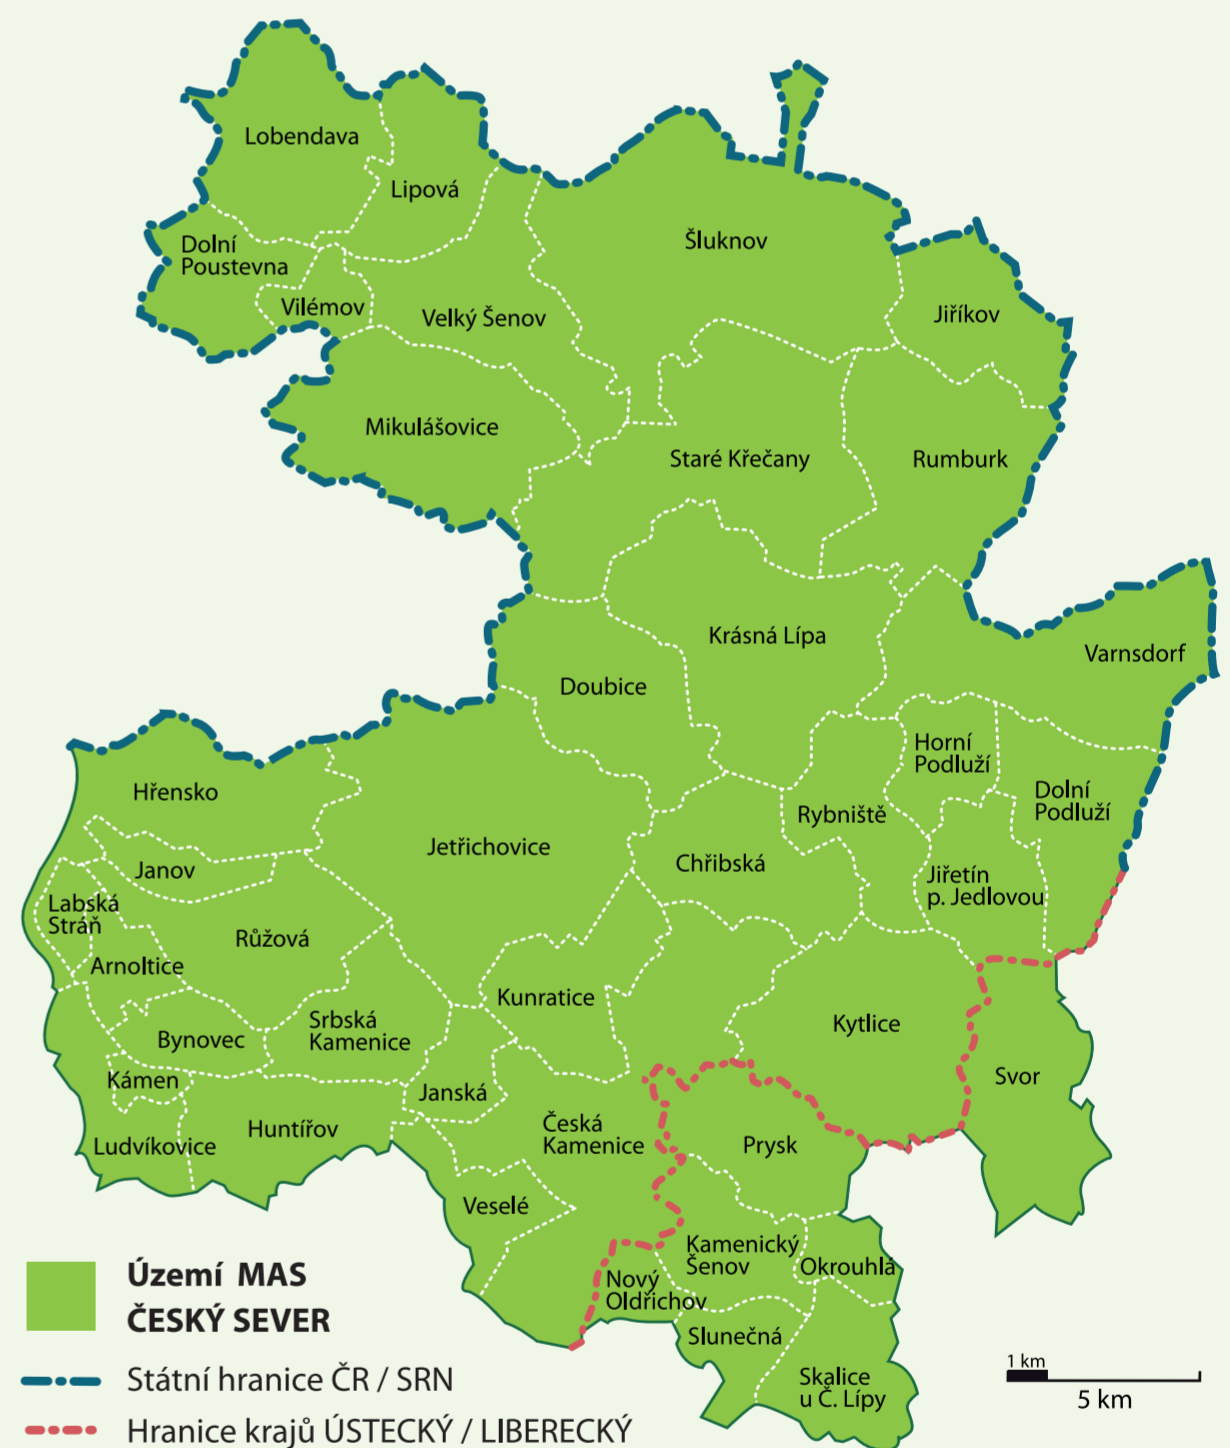 Lobendava
Lipová
Šluknov
Dolní
Poustevna
Vilémov
Velký Šenov
Jiříkov
Mikulášovice
Staré Křečany
Rumburk
Krásná Lípa
Varnsdorf
Doubice
Horní
Podluží
Dolní
Podluží
Hřensko
Rybniště
Jetřichovice
Chřibská
Janov
Jiřetín
p. Jedlovou
Labská
Stráň
Růžová
Arnoltice
Kunratice
Srbská
Kamenice
Kytlice
Bynovec
Svor
Kámen
Janská
Česká
Kamenice
Huntířov
Ludvíkovice
Prysk
Veselé
Kamenický
Šenov
Okrouhlá
Nový
Oldřichov
Slunečná
Skalice
u Č. Lípy
Území MAS
ČESKÝ SEVER
Státní hranice ČR / SRN
Hranice krajů ÚSTECKÝ / LIBERECKÝ
1 km
5 km